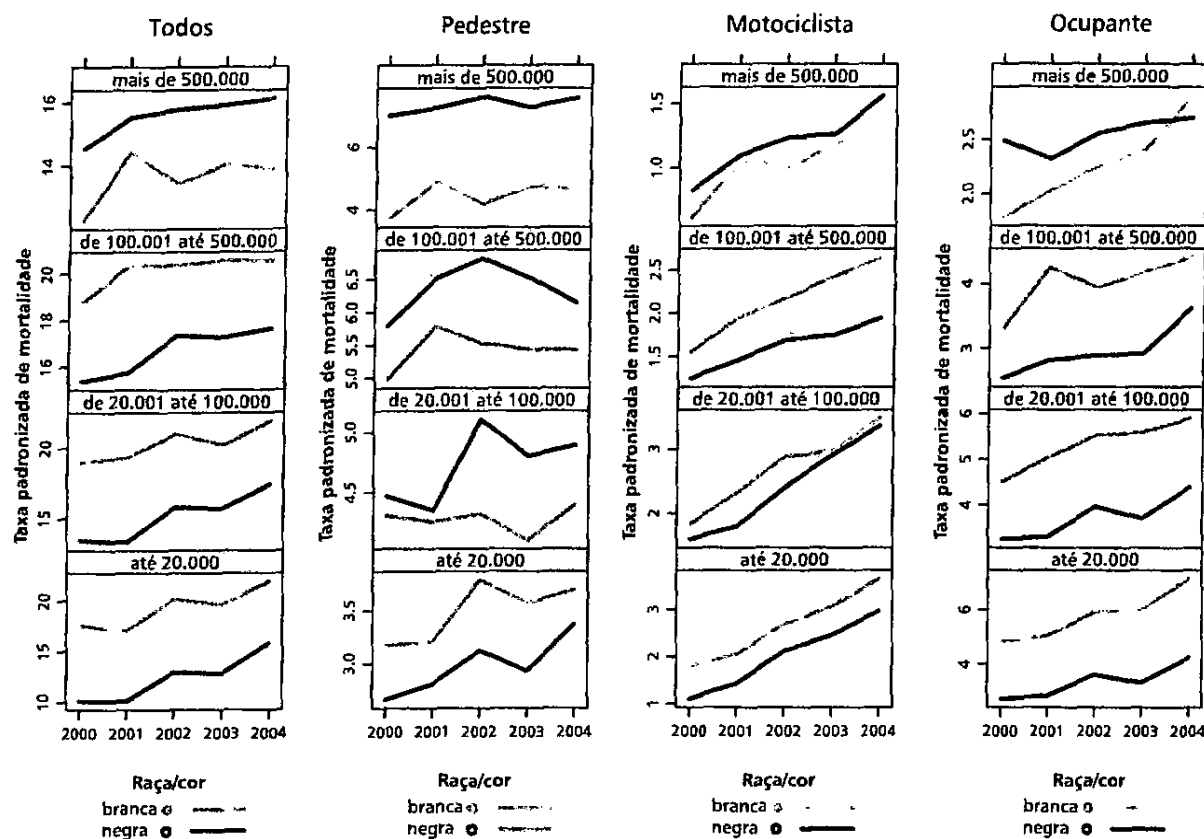 Todos
mais de 500.000
16
14
de 100.001 até 500.000
20
18
16
de 20.001 até 100.000
20
15
até 20.000
20
15
10
Taxa padronizada de mortalidade
2000 2001 2002 2003 2004
Raça/cor
branca
negra
Pedestre
mais de 500.000
6
4
de 100.001 até 500.000
6.5
6.0
5.5
5.0
de 20.001 até 100.000
5.0
4.5
até 20.000
3.5
3.0
Taxa padronizada de mortalidade
2000 2001 2002 2003 2004
Raça/cor
branca
negra
Motociclista
mais de 500.000
1.5
1.0
de 100.001 até 500.000
2.5
2.0
1.5
de 20.001 até 100.000
3
2
até 20.000
3
2
1
Taxa padronizada de mortalidade
2000 2001 2002 2003 2004
Raça/cor
branca
negra
Ocupante
mais de 500.000
2.5
2.0
de 100.001 até 500.000
4
3
de 20.001 até 100.000
6
5
4
até 20.000
6
4
Taxa padronizada de mortalidade
2000 2001 2002 2003 2004
Raça/cor
branca
negra